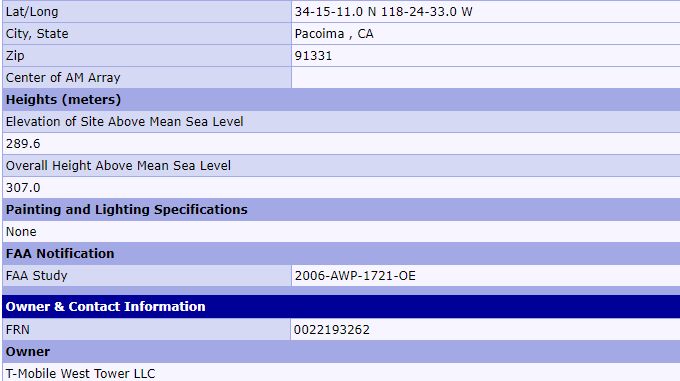 Lat/Long 34-15-11.0 N 118-24-33.0 W
City, State Pacoima , CA
Zip 91331
Center of AM Array
Heights (meters)
Elevation of Site Above Mean Sea Level
289.6
Overall Height Above Mean Sea Level
307.0
Painting and Lighting Specifications
None
FAA Notification
FAA Study 2006-AWP-1721-OE
Owner & Contact Information
FRN 0022193262
Owner
T-Mobile West Tower LLC